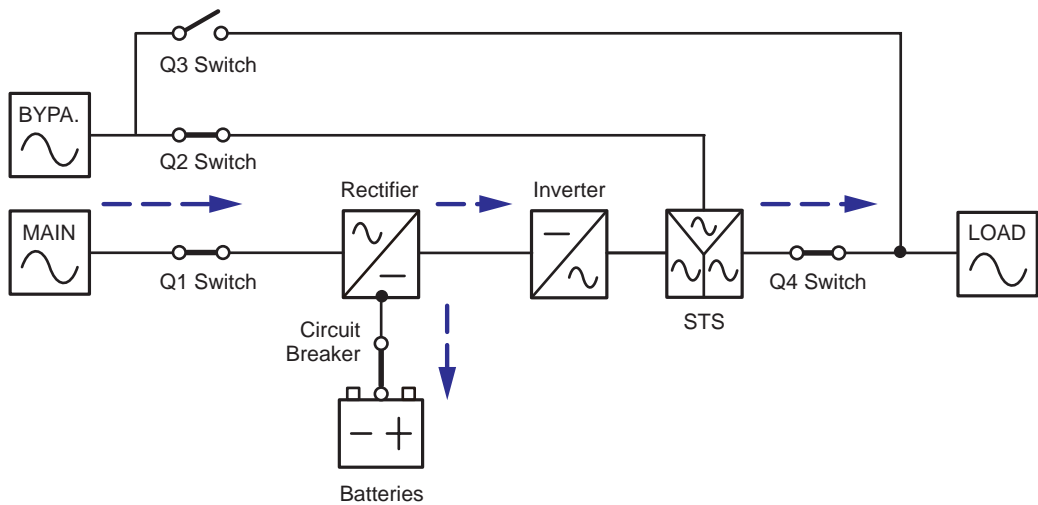 Q3 Switch
BYPA.
Q2 Switch
Rectifier
Inverter
MAIN
LOAD
Q1 Switch
Q4 Switch
STS
Circuit
Breaker
Batteries